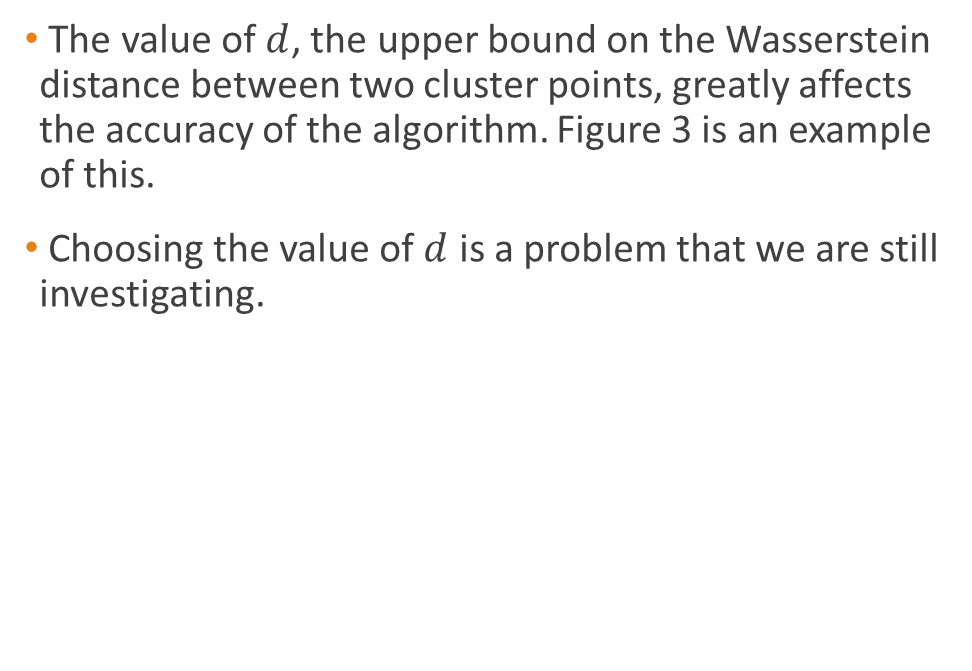 • The value of 𝑑, the upper bound on the Wasserstein
distance between two cluster points, greatly affects
the accuracy of the algorithm. Figure 3 is an example
of this.
• Choosing the value of 𝑑 is a problem that we are still
investigating.